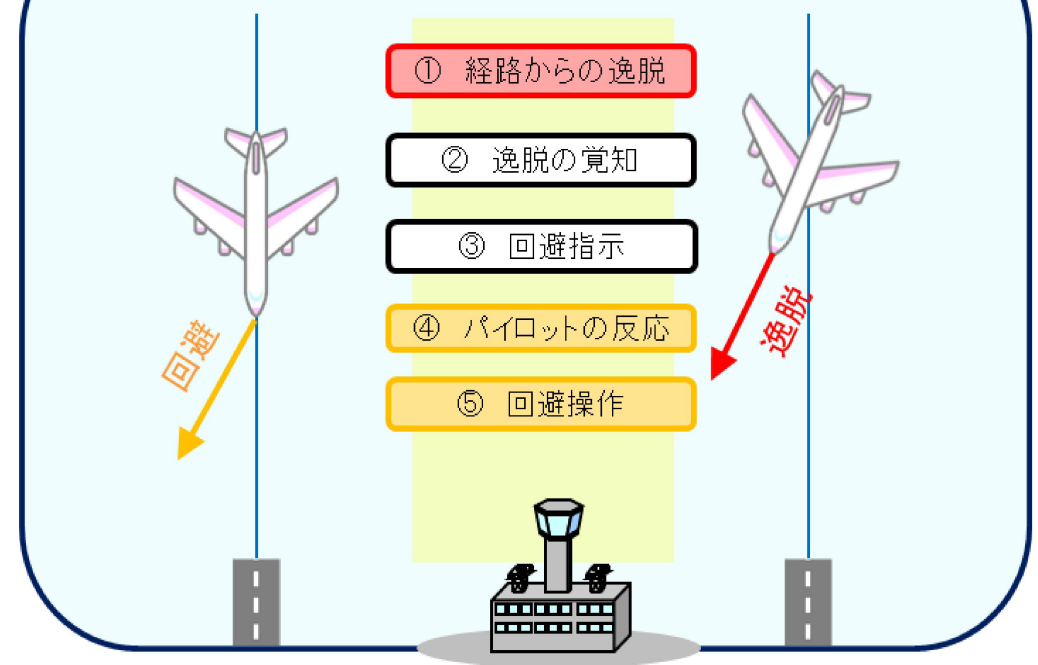 ① 経路からの逸脱
② 逸脱の覚知
③ 回避指示
④ パイロットの反応
⑤ 回避操作
回避
逸脱